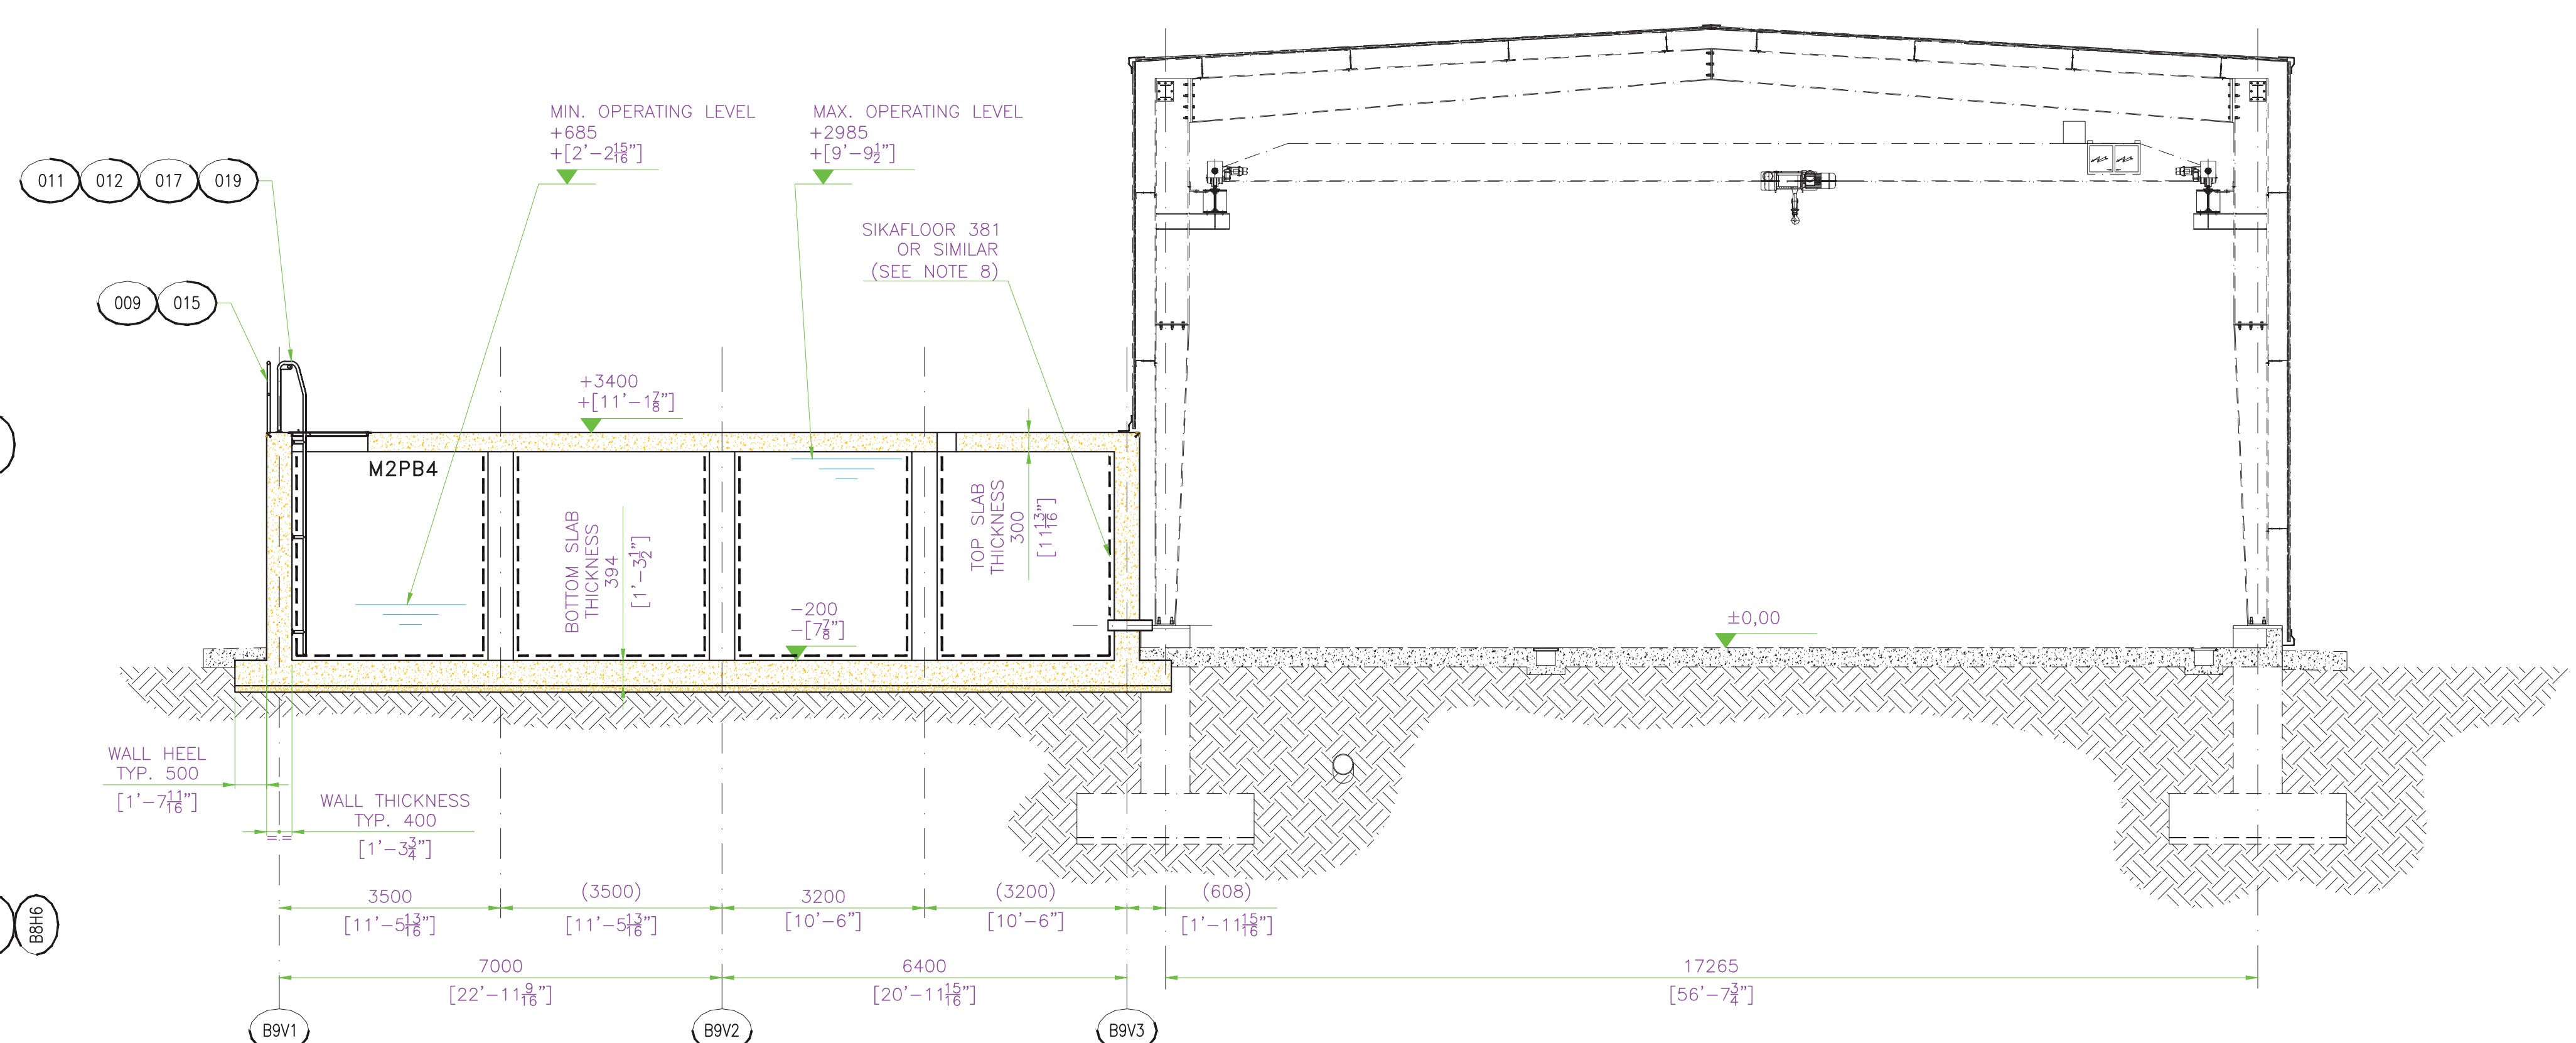 MIN. OPERATING LEVEL
+685
+[2'-2 15/16"]
MAX. OPERATING LEVEL
+2985
+[9'-9 1/2"]
011 012 017 019
SIKAFLOOR 381
OR SIMILAR
(SEE NOTE 8)
009 015
+3400
+[11'-1 7/8"]
M2PB4
BOTTOM SLAB
THICKNESS
394
[1'-3 1/2"]
TOP SLAB
THICKNESS
300
[11 13/16"]
-200
-[7 7/8"]
±0,00
WALL HEEL
TYP. 500
[1'-7 11/16"]
WALL THICKNESS
TYP. 400
[1'-3 3/4"]
B8H6
3500 (3500) 3200 (3200) (608)
[11'-5 13/16"] [11'-5 13/16"] [10'-6"] [10'-6"] [1'-11 15/16"]
7000 6400 17265
[22'-11 9/16"] [20'-11 15/16"] [56'-7 3/4"]
B9V1 B9V2 B9V3